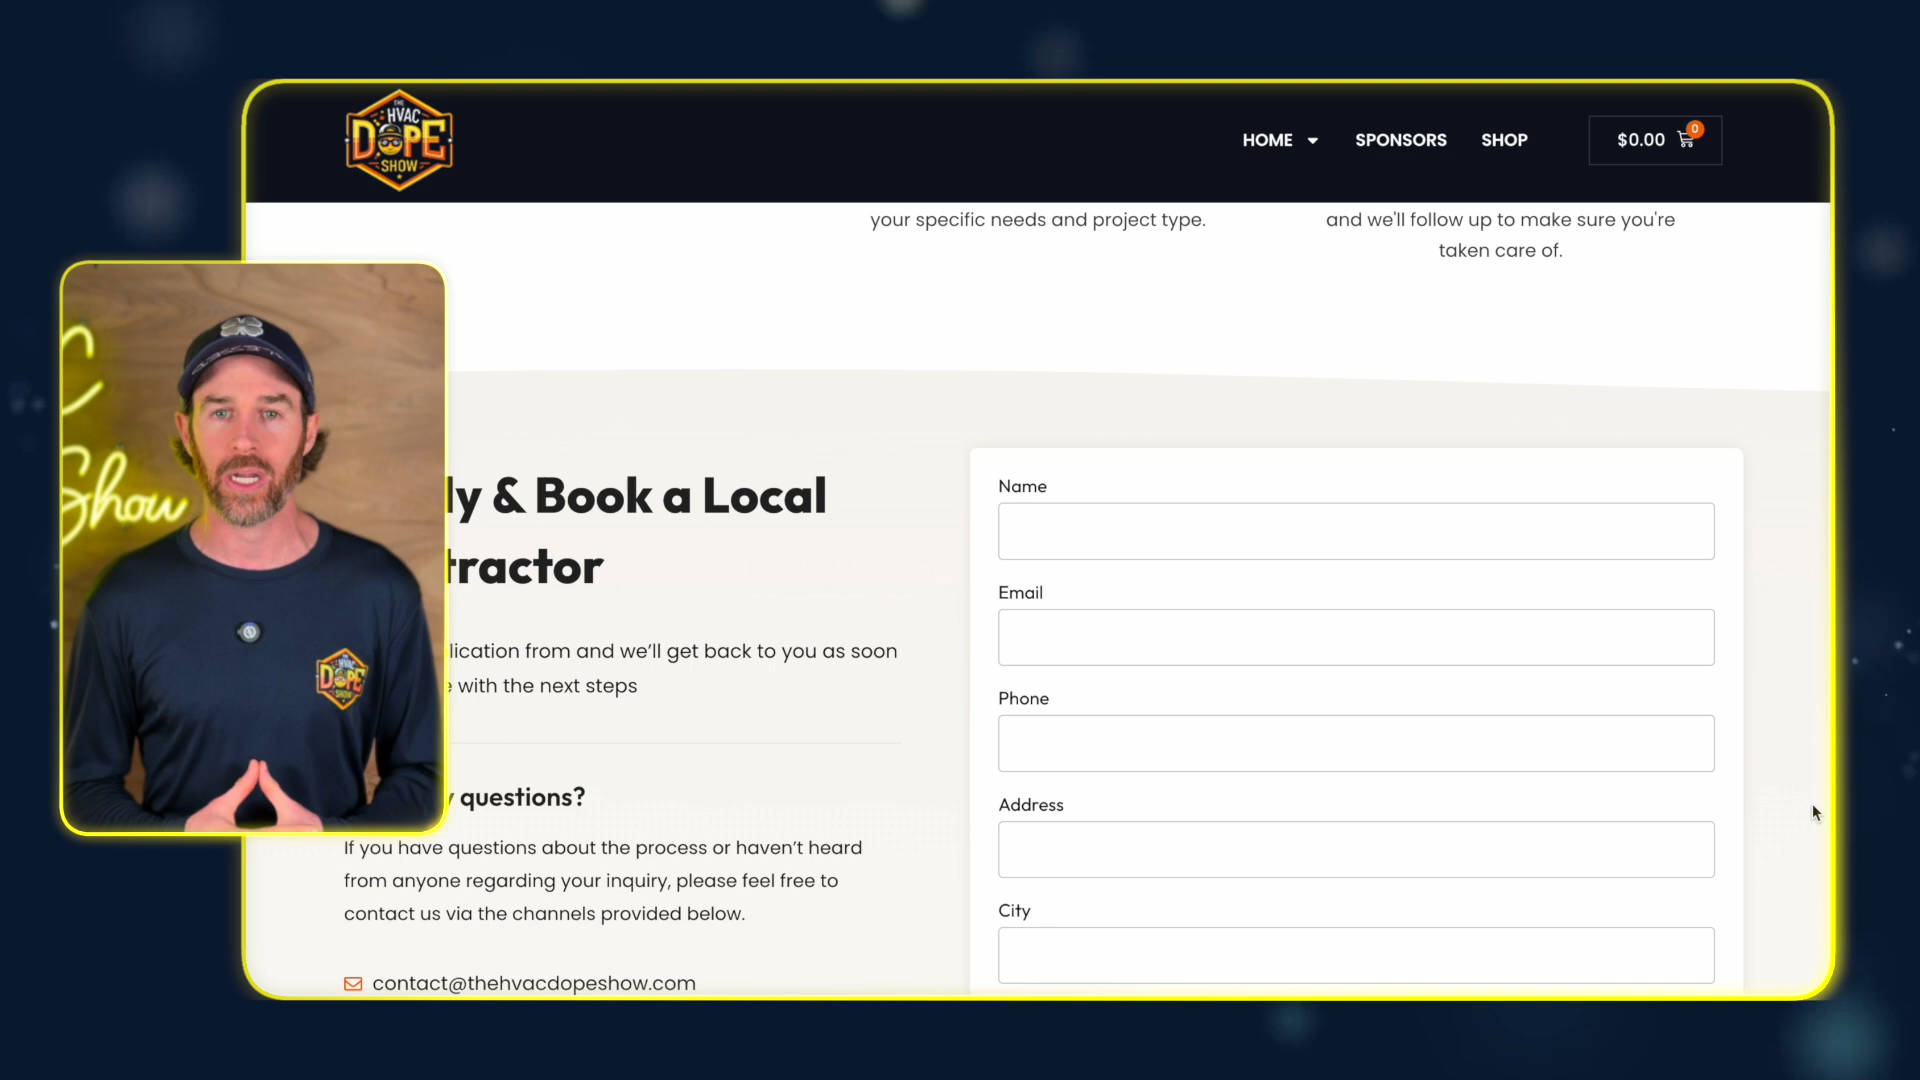 THE
HVAC
DOPE
SHOW
HOME
SPONSORS
SHOP
$0.00
0
your specific needs and project type.
and we'll follow up to make sure you're
taken care of.
Show
ly & Book a Local
tractor
lication from and we'll get back to you as soon
with the next steps
questions?
If you have questions about the process or haven't heard
from anyone regarding your inquiry, please feel free to
contact us via the channels provided below.
contact@thehvacdopeshow.com
Name
Email
Phone
Address
City
HVAC
DOPE
SHOW